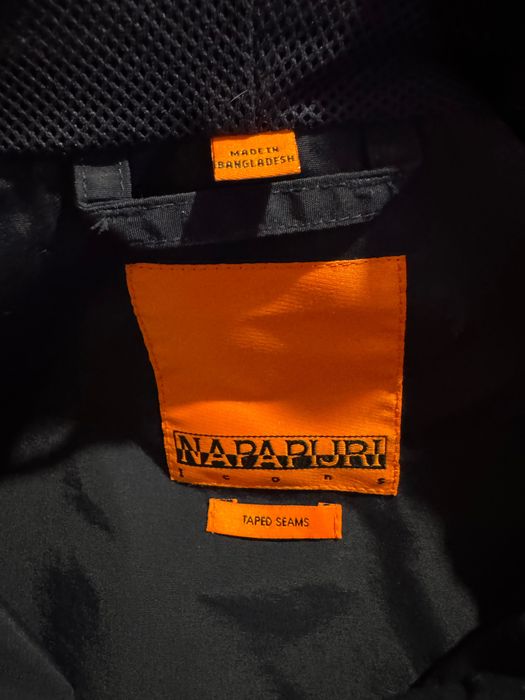 MADE IN
BANGLADESH
NAPAPIJRI
Icons
TAPED SEAMS